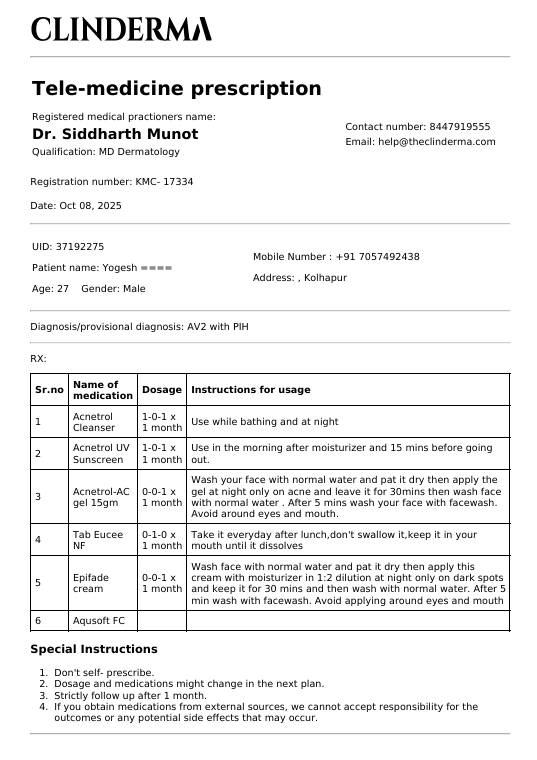 CLINDERMA
Tele-medicine prescription
Registered medical practioners name:
Dr. Siddharth Munot
Qualification: MD Dermatology
Contact number: 8447919555
Email: help@theclinderma.com
Registration number: KMC- 17334
Date: Oct 08, 2025
UID: 37192275
Patient name: Yogesh ====
Age: 27 Gender: Male
Mobile Number : +91 7057492438
Address: , Kolhapur
Diagnosis/provisional diagnosis: AV2 with PIH
RX:
Sr.no Name of medication Dosage Instructions for usage
1 Acnetrol Cleanser 1-0-1 x 1 month Use while bathing and at night
2 Acnetrol UV Sunscreen 1-0-1 x 1 month Use in the morning after moisturizer and 15 mins before going
out.
3 Acnetrol-AC gel 15gm 0-0-1 x 1 month Wash your face with normal water and pat it dry then apply the
gel at night only on acne and leave it for 30mins then wash face
with normal water . After 5 mins wash your face with facewash.
Avoid around eyes and mouth.
4 Tab Eucee NF 0-1-0 x 1 month Take it everyday after lunch,don't swallow it,keep it in your
mouth until it dissolves
5 Epifade cream 0-0-1 x 1 month Wash face with normal water and pat it dry then apply this
cream with moisturizer in 1:2 dilution at night only on dark spots
and keep it for 30 mins and then wash with normal water. After 5
min wash with facewash. Avoid applying around eyes and mouth
6 Aqusoft FC
Special Instructions
1. Don't self- prescribe.
2. Dosage and medications might change in the next plan.
3. Strictly follow up after 1 month.
4. If you obtain medications from external sources, we cannot accept responsibility for the
outcomes or any potential side effects that may occur.